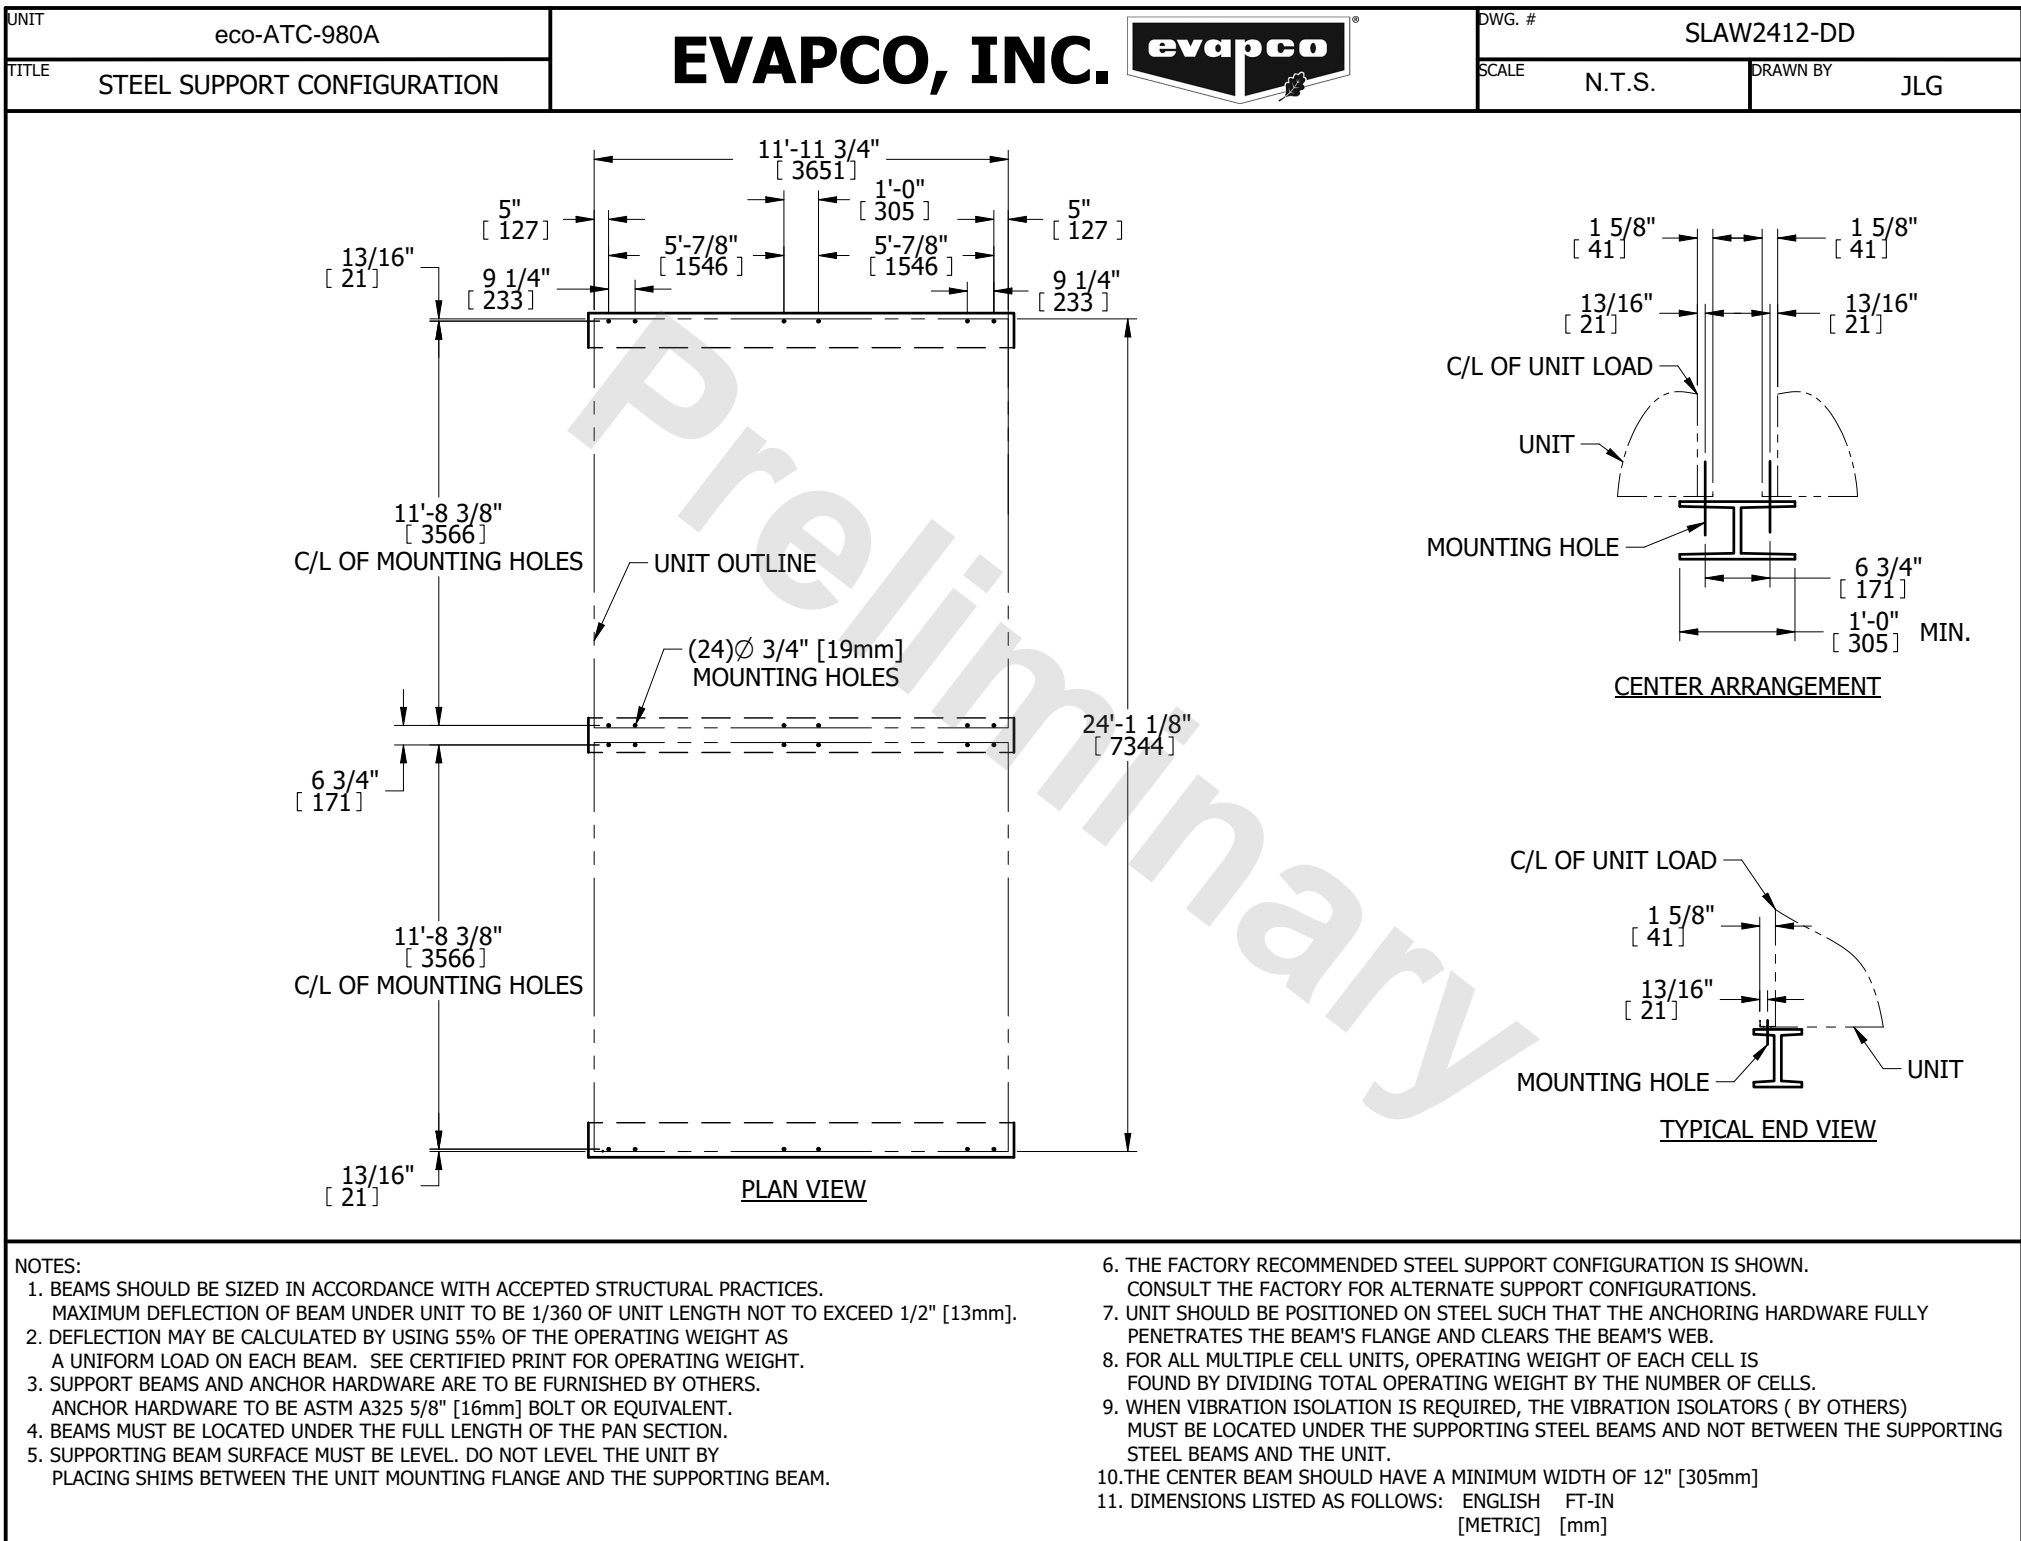 UNIT
eco-ATC-980A
TITLE
STEEL SUPPORT CONFIGURATION
EVAPCO, INC.
evapco
®
DWG. #
SLAW2412-DD
SCALE
N.T.S.
DRAWN BY
JLG
11'-11 3/4"
[ 3651]
1'-0"
[ 305 ]
5"
[ 127]
5"
[ 127 ]
5'-7/8"
[ 1546 ]
5'-7/8"
[ 1546 ]
13/16"
[ 21]
9 1/4"
[ 233]
9 1/4"
[ 233 ]
11'-8 3/8"
[ 3566]
C/L OF MOUNTING HOLES
UNIT OUTLINE
(24)∅ 3/4" [19mm]
MOUNTING HOLES
24'-1 1/8"
[ 7344]
6 3/4"
[ 171]
11'-8 3/8"
[ 3566]
C/L OF MOUNTING HOLES
13/16"
[ 21]
PLAN VIEW
Preliminary
1 5/8"
[ 41]
1 5/8"
[ 41]
13/16"
[ 21]
13/16"
[ 21]
C/L OF UNIT LOAD
UNIT
MOUNTING HOLE
6 3/4"
[ 171]
1'-0"
[ 305] MIN.
CENTER ARRANGEMENT
C/L OF UNIT LOAD
1 5/8"
[ 41]
13/16"
[ 21]
MOUNTING HOLE
UNIT
TYPICAL END VIEW
NOTES:
1. BEAMS SHOULD BE SIZED IN ACCORDANCE WITH ACCEPTED STRUCTURAL PRACTICES.
MAXIMUM DEFLECTION OF BEAM UNDER UNIT TO BE 1/360 OF UNIT LENGTH NOT TO EXCEED 1/2" [13mm].
2. DEFLECTION MAY BE CALCULATED BY USING 55% OF THE OPERATING WEIGHT AS
A UNIFORM LOAD ON EACH BEAM. SEE CERTIFIED PRINT FOR OPERATING WEIGHT.
3. SUPPORT BEAMS AND ANCHOR HARDWARE ARE TO BE FURNISHED BY OTHERS.
ANCHOR HARDWARE TO BE ASTM A325 5/8" [16mm] BOLT OR EQUIVALENT.
4. BEAMS MUST BE LOCATED UNDER THE FULL LENGTH OF THE PAN SECTION.
5. SUPPORTING BEAM SURFACE MUST BE LEVEL. DO NOT LEVEL THE UNIT BY
PLACING SHIMS BETWEEN THE UNIT MOUNTING FLANGE AND THE SUPPORTING BEAM.
6. THE FACTORY RECOMMENDED STEEL SUPPORT CONFIGURATION IS SHOWN.
CONSULT THE FACTORY FOR ALTERNATE SUPPORT CONFIGURATIONS.
7. UNIT SHOULD BE POSITIONED ON STEEL SUCH THAT THE ANCHORING HARDWARE FULLY
PENETRATES THE BEAM'S FLANGE AND CLEARS THE BEAM'S WEB.
8. FOR ALL MULTIPLE CELL UNITS, OPERATING WEIGHT OF EACH CELL IS
FOUND BY DIVIDING TOTAL OPERATING WEIGHT BY THE NUMBER OF CELLS.
9. WHEN VIBRATION ISOLATION IS REQUIRED, THE VIBRATION ISOLATORS ( BY OTHERS)
MUST BE LOCATED UNDER THE SUPPORTING STEEL BEAMS AND NOT BETWEEN THE SUPPORTING
STEEL BEAMS AND THE UNIT.
10.THE CENTER BEAM SHOULD HAVE A MINIMUM WIDTH OF 12" [305mm]
11. DIMENSIONS LISTED AS FOLLOWS: ENGLISH FT-IN
[METRIC] [mm]